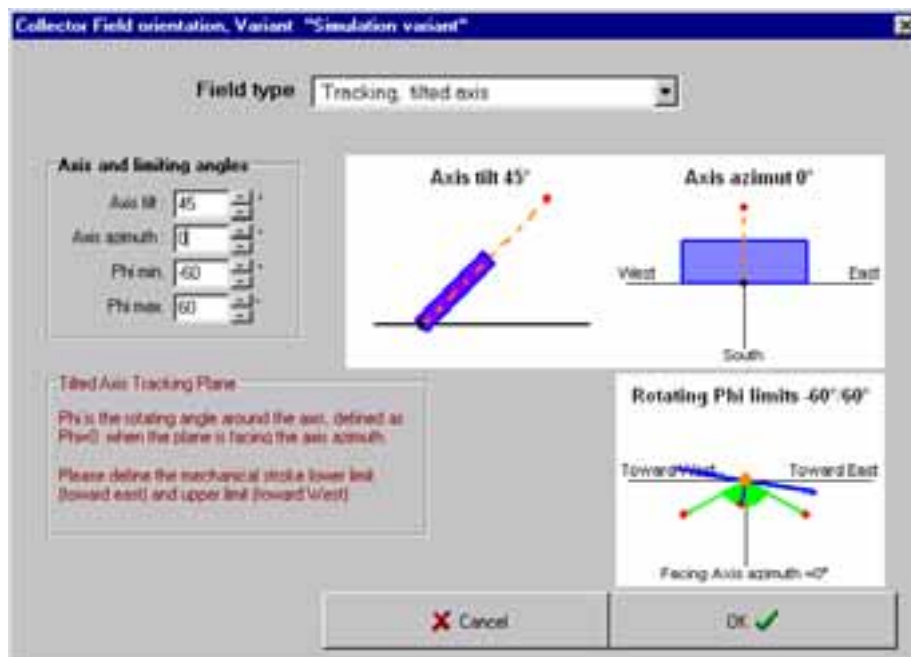 Collector Field orientation, Variant "Simulation variant"
Field type Tracking, tilted axis
Axis and limiting angles
Axis tilt 45 °
Axis azimuth 0 °
Phi min. -60 °
Phi max. 60 °
Axis tilt 45°
Axis azimut 0°
West
East
South
Tilted Axis Tracking Plane
Phi is the rotating angle around the axis, defined as
Phi=0 when the plane is facing the axis azimuth.
Please define the mechanical stroke lower limit
(toward east) and upper limit (toward West)
Rotating Phi limits -60°/60°
Toward West
Toward East
Facing Axis azimuth =0°
Cancel
OK